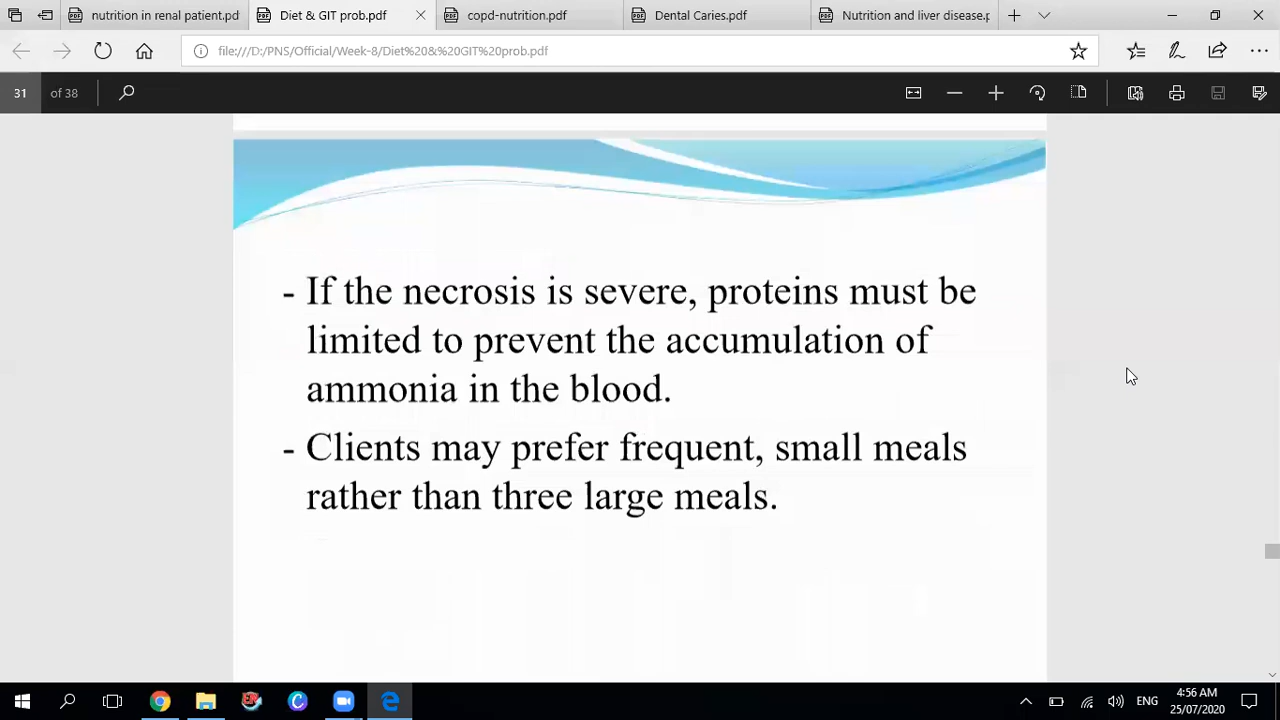 nutrition in renal patient.pdf
Diet & GIT prob.pdf
copd-nutrition.pdf
Dental Caries.pdf
Nutrition and liver disease.p
file:///D:/PNS/Official/Week-8/Diet%20&%20GIT%20prob.pdf
31 of 38
- If the necrosis is severe, proteins must be
limited to prevent the accumulation of
ammonia in the blood.
- Clients may prefer frequent, small meals
rather than three large meals.
ENG
4:56 AM
25/07/2020